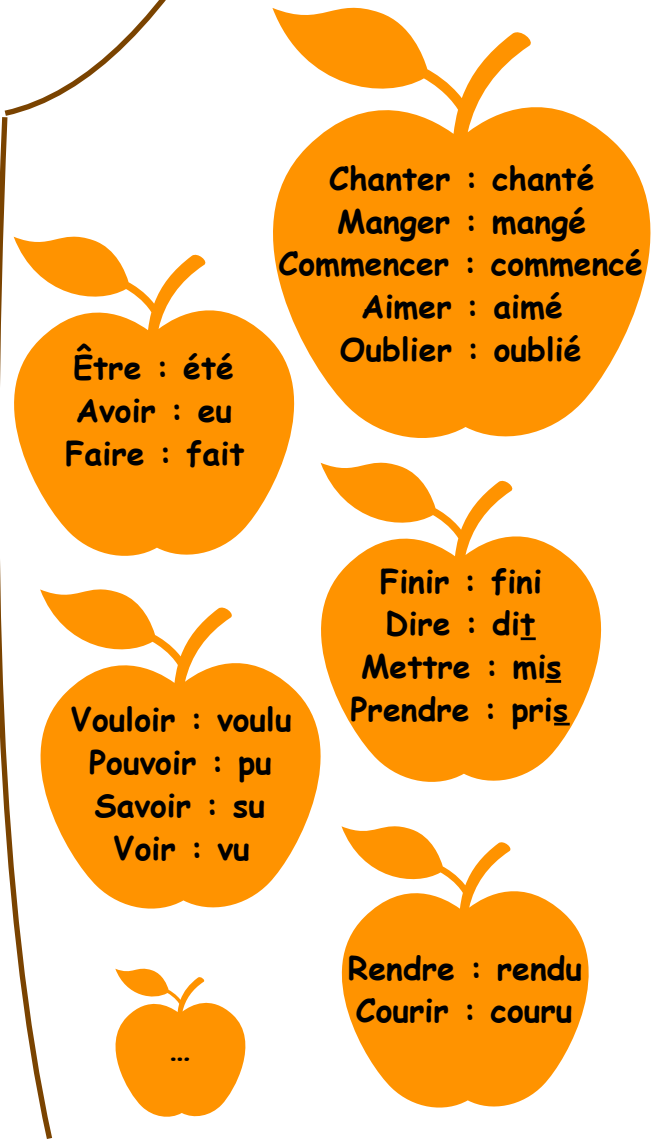 Chanter : chanté
Manger : mangé
Commencer : commencé
Aimer : aimé
Oublier : oublié
Être : été
Avoir : eu
Faire : fait
Finir : fini
Dire : dit
Mettre : mis
Prendre : pris
Vouloir : voulu
Pouvoir : pu
Savoir : su
Voir : vu
Rendre : rendu
Courir : couru
…